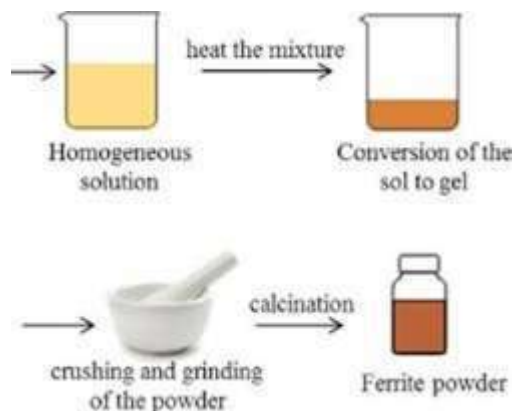 heat the mixture
Homogeneous
solution
Conversion of the
sol to gel
calcination
crushing and grinding
of the powder
Ferrite powder